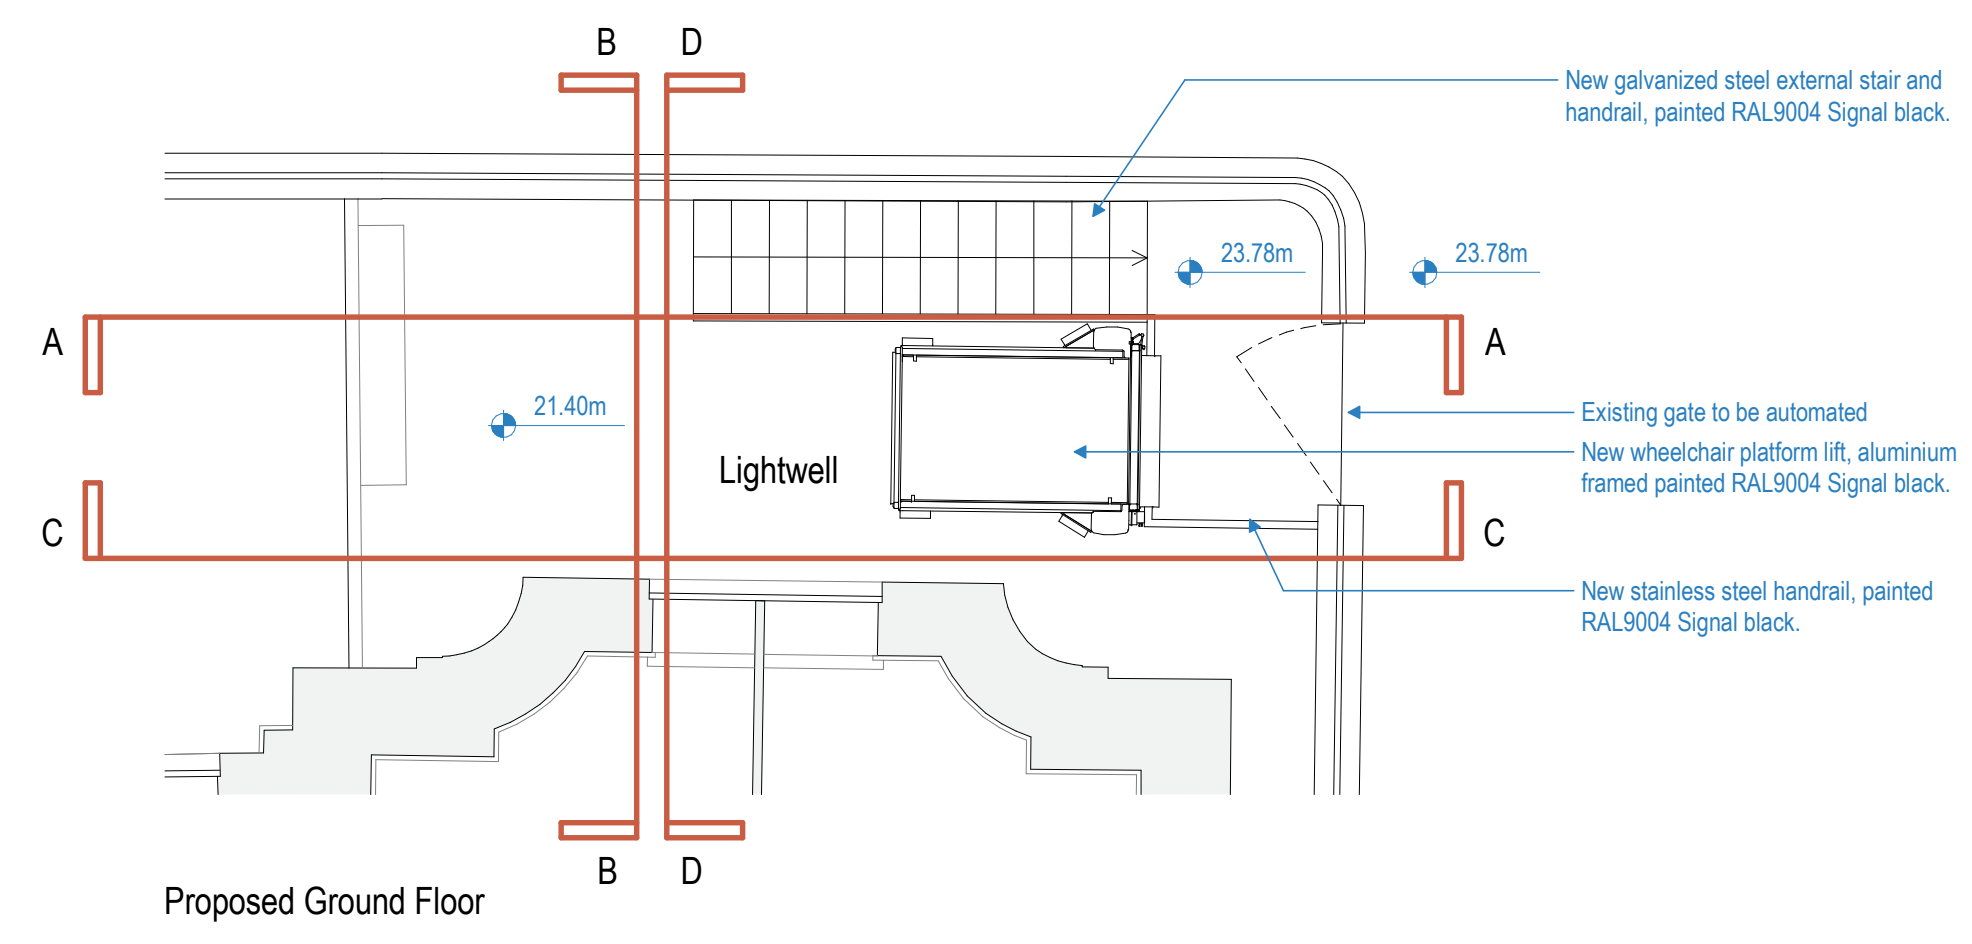 B
D
New galvanized steel external stair and
handrail, painted RAL9004 Signal black.
23.78m
23.78m
A
A
21.40m
Existing gate to be automated
New wheelchair platform lift, aluminium
framed painted RAL9004 Signal black.
Lightwell
C
C
New stainless steel handrail, painted
RAL9004 Signal black.
B
D
Proposed Ground Floor